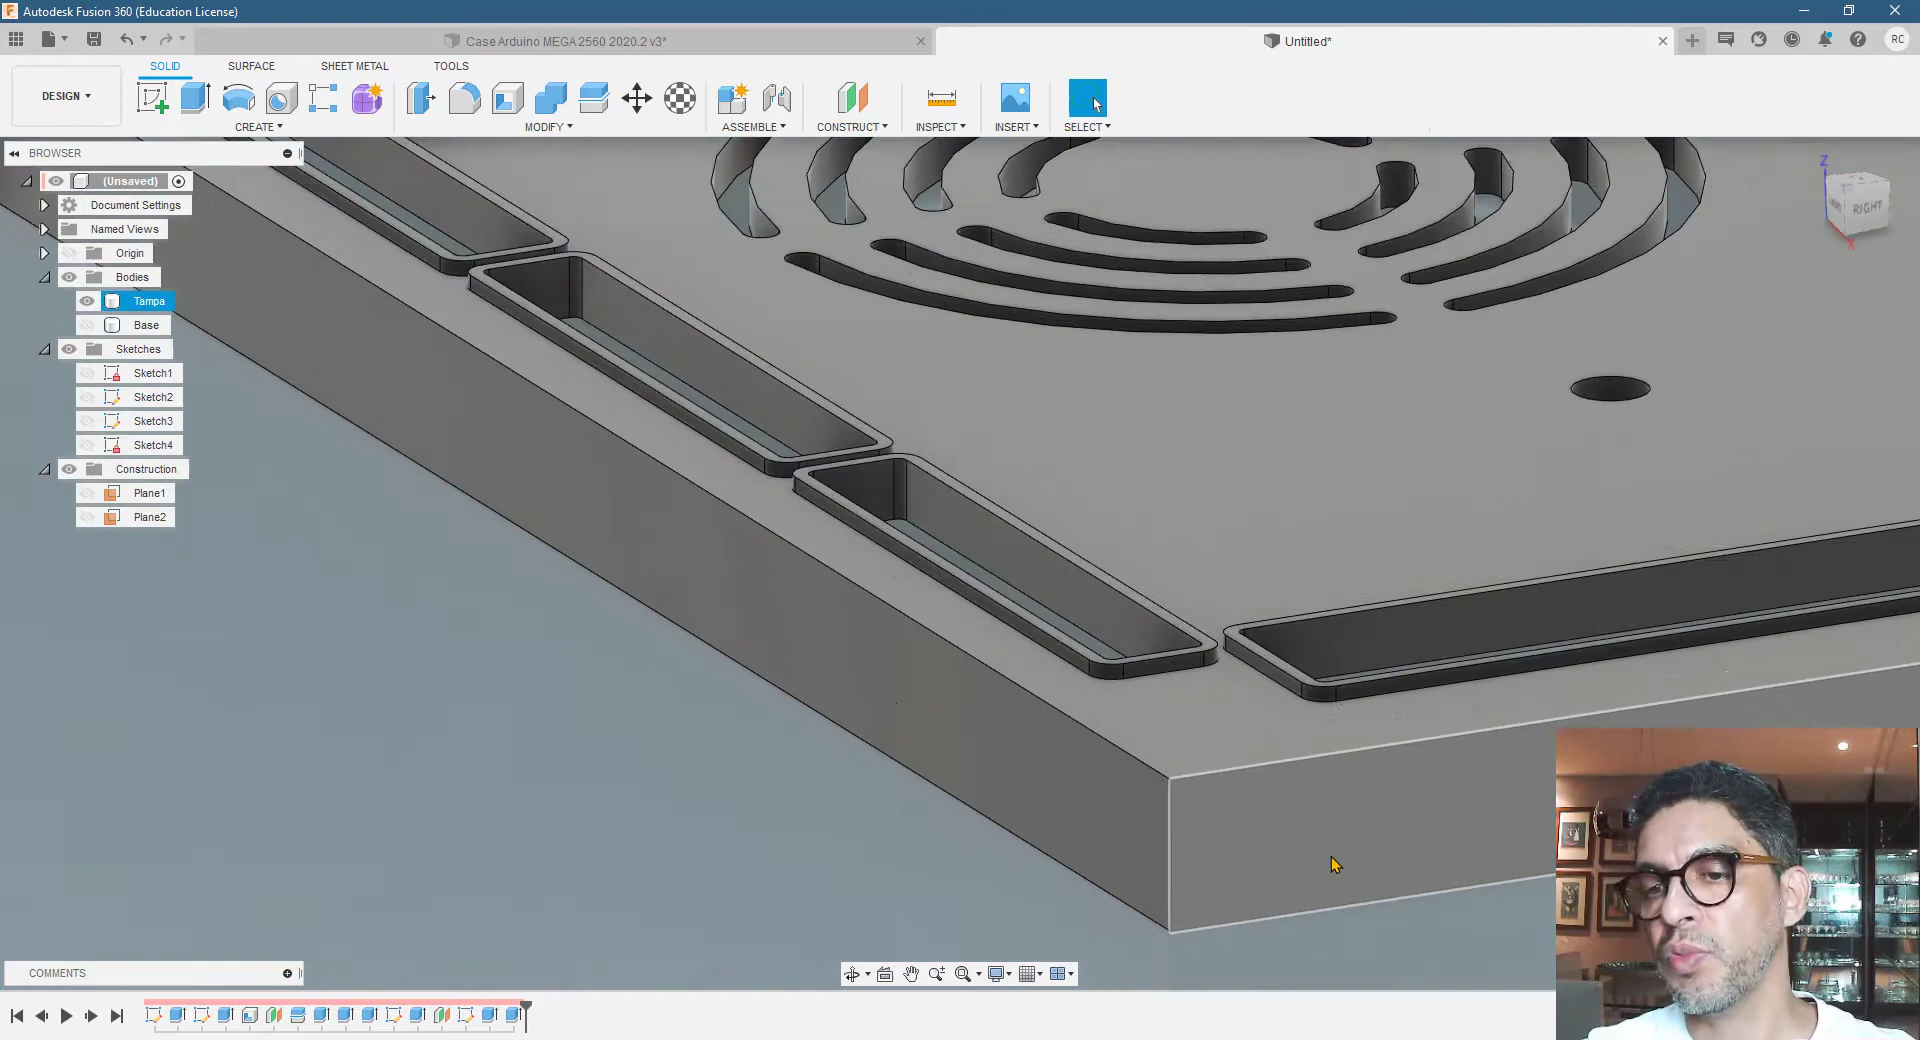 Autodesk Fusion 360 (Education License)
Case Arduino MEGA 2560 2020.2 v3*
Untitled*
RC
SOLID
SURFACE
SHEET METAL
TOOLS
DESIGN
CREATE
MODIFY
ASSEMBLE
CONSTRUCT
INSPECT
INSERT
SELECT
BROWSER
(Unsaved)
Document Settings
Named Views
Origin
Bodies
Tampa
Base
Sketches
Sketch1
Sketch2
Sketch3
Sketch4
Construction
Plane1
Plane2
Z
RIGHT
X
COMMENTS